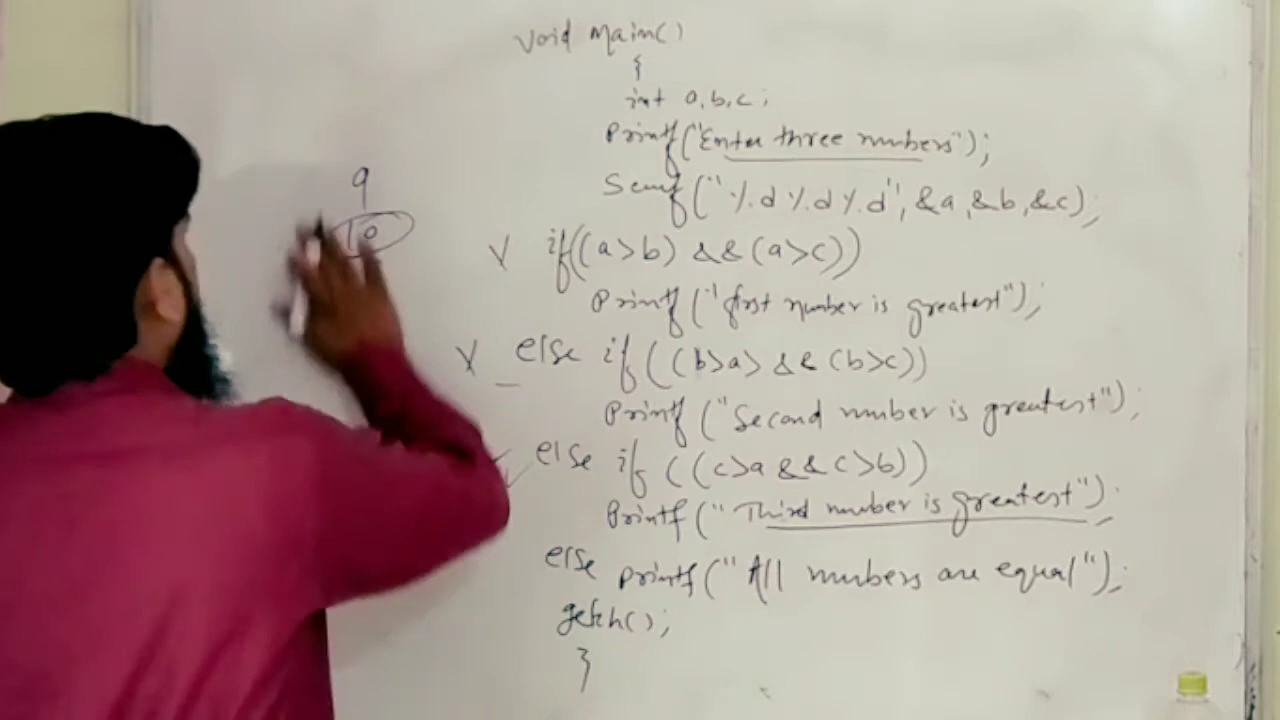 void main()
{
int a,b,c;
Printf("Enter three numbers");
Scanf("%d%d%d",&a,&b,&c);
if((a>b) && (a>c))
Printf("first number is greatest");
else if((b>a) && (b>c))
Printf("Second number is greatest");
else if((c>a && c>b))
Printf("Third number is greatest");
else printf("All numbers are equal");
getch();
}
9
10